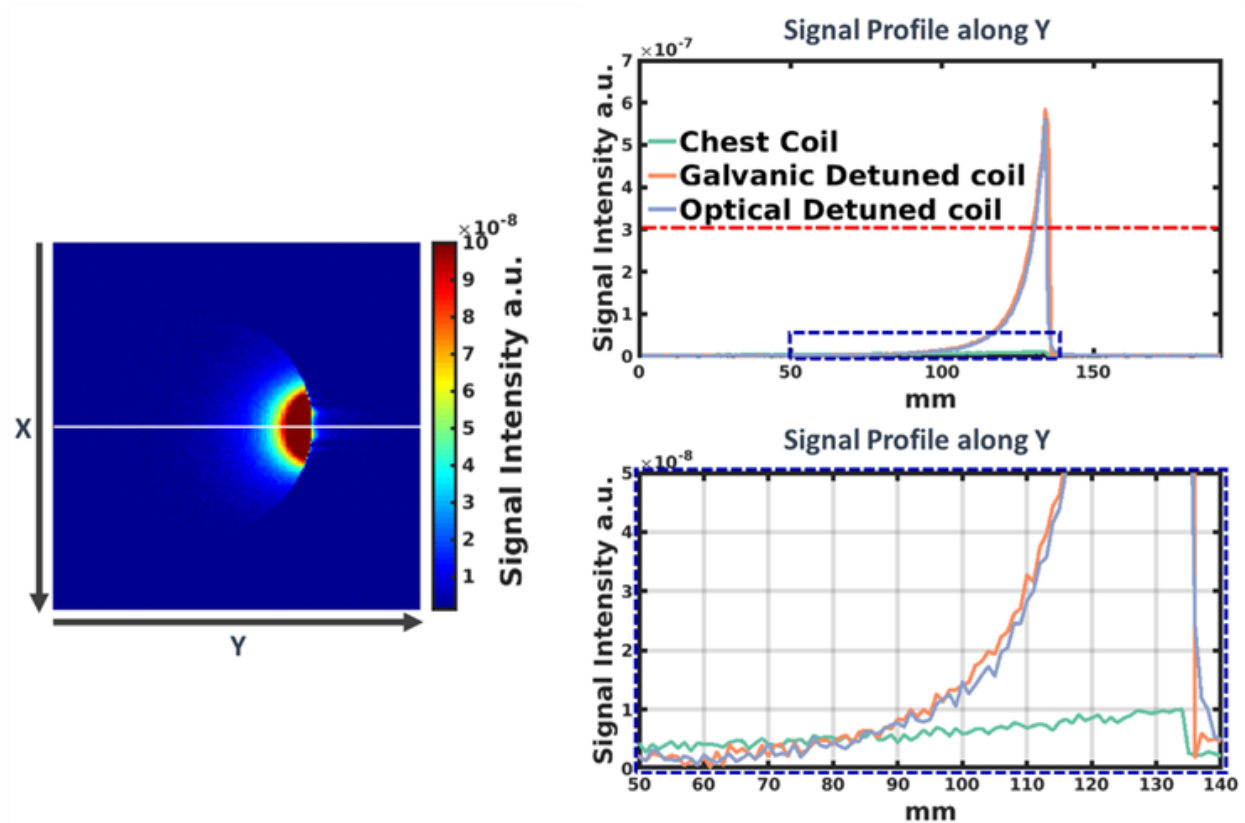 X
Y
×10-8
10
9
8
7
6
5
4
3
2
1
Signal Intensity a.u.
Signal Profile along Y
×10-7
7
6
5
4
3
2
1
0
Signal Intensity a.u.
Chest Coil
Galvanic Detuned coil
Optical Detuned coil
0 50 100 150
mm
Signal Profile along Y
×10-8
5
4
3
2
1
0
Signal Intensity a.u.
50 60 70 80 90 100 110 120 130 140
mm